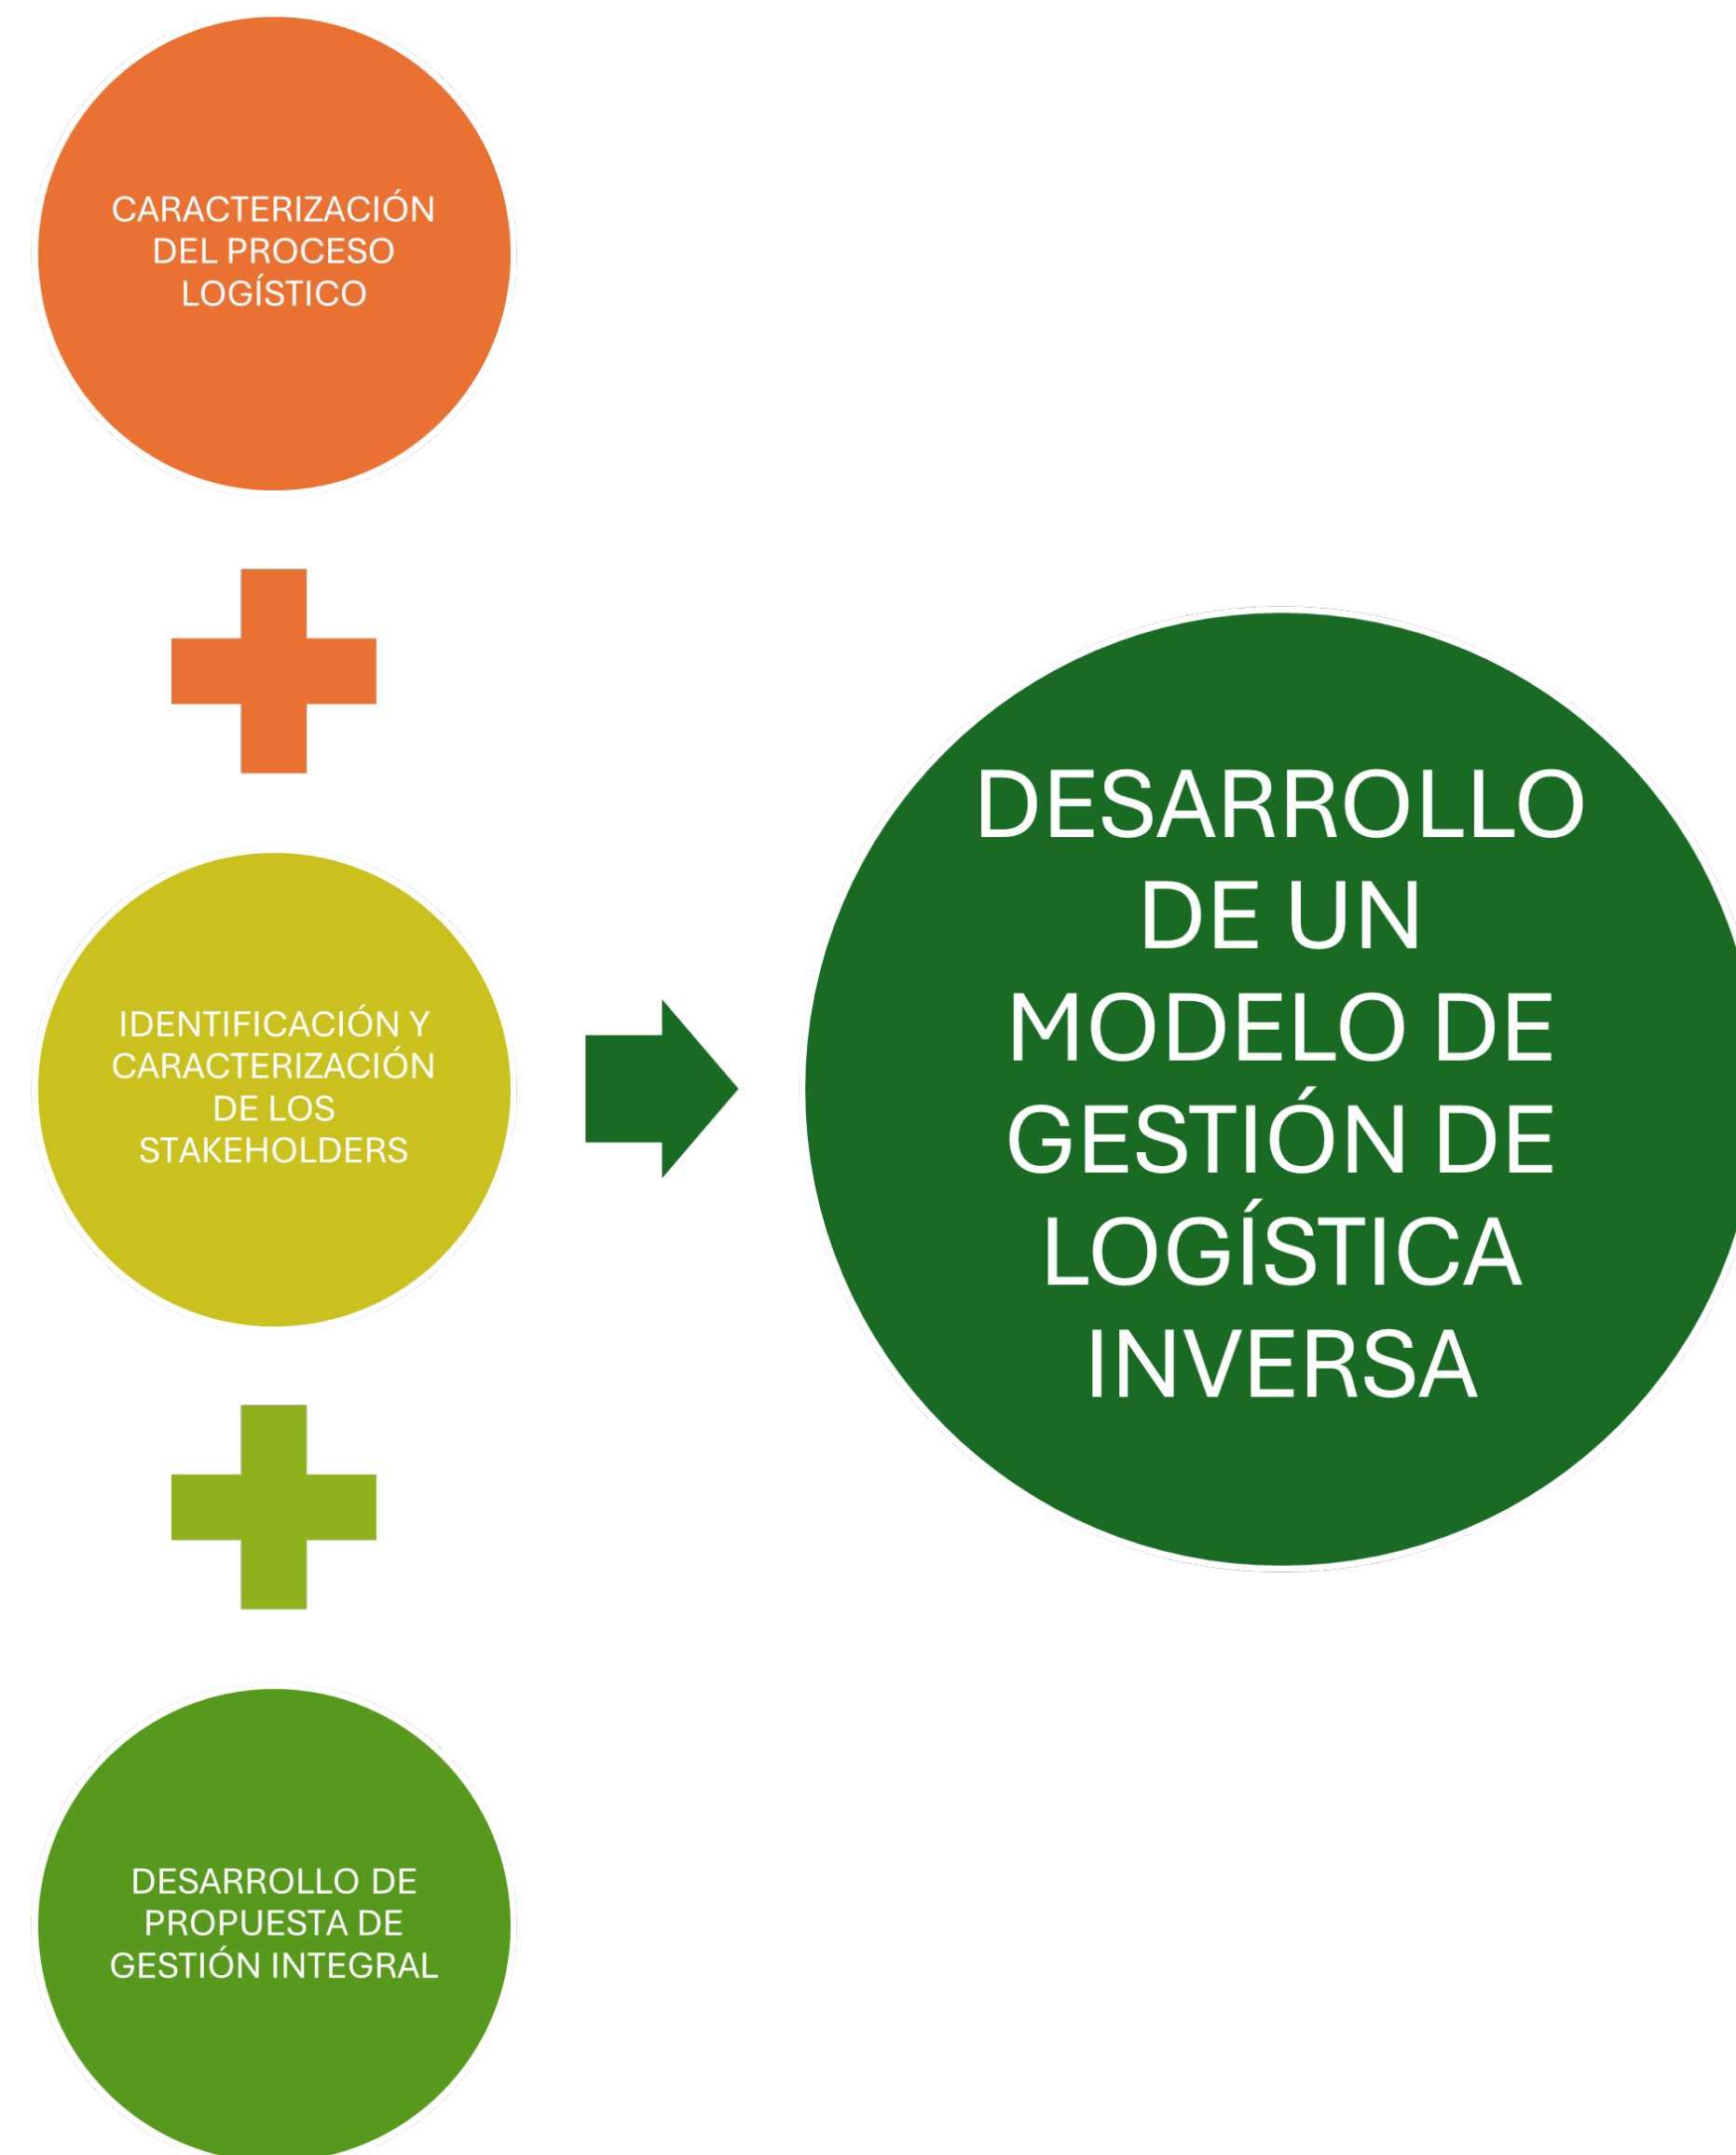 CARACTERIZACIÓN
DEL PROCESO
LOGÍSTICO
IDENTIFICACIÓN Y
CARACTERIZACIÓN
DE LOS
STAKEHOLDERS
DESARROLLO DE
PROPUESTA DE
GESTIÓN INTEGRAL
DESARROLLO
DE UN
MODELO DE
GESTIÓN DE
LOGÍSTICA
INVERSA